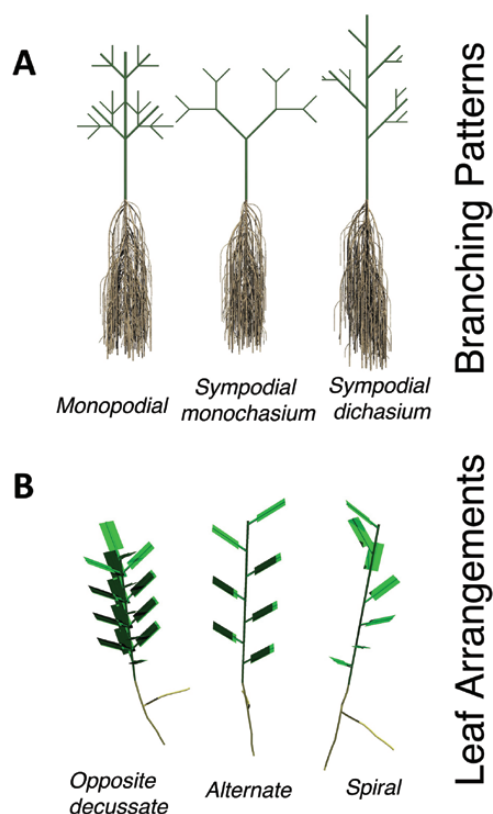 A
Branching Patterns
Monopodial
Sympodial
monochasium
Sympodial
dichasium
B
Leaf Arrangements
Opposite
decussate
Alternate
Spiral